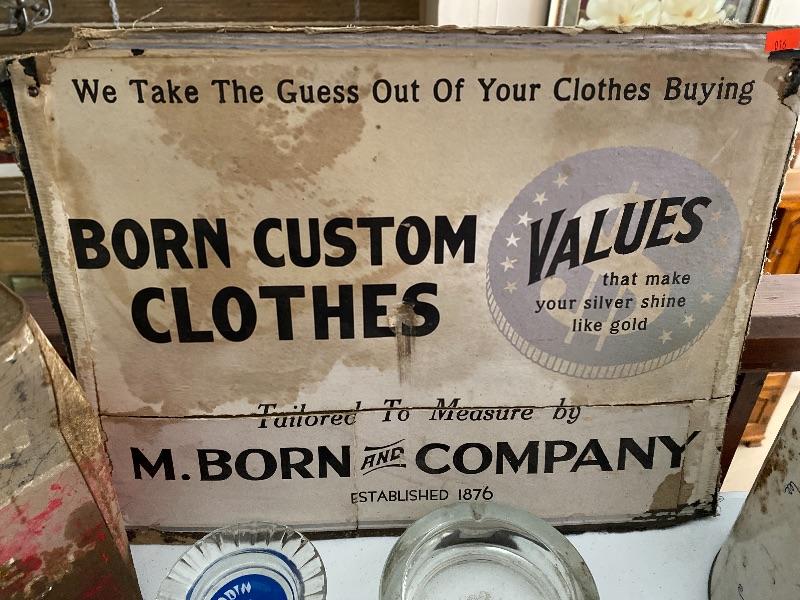 We Take The Guess Out Of Your Clothes Buying
BORN CUSTOM
CLOTHES
VALUES
that make
your silver shine
like gold
Tailored To Measure by
M. BORN AND COMPANY
ESTABLISHED 1876